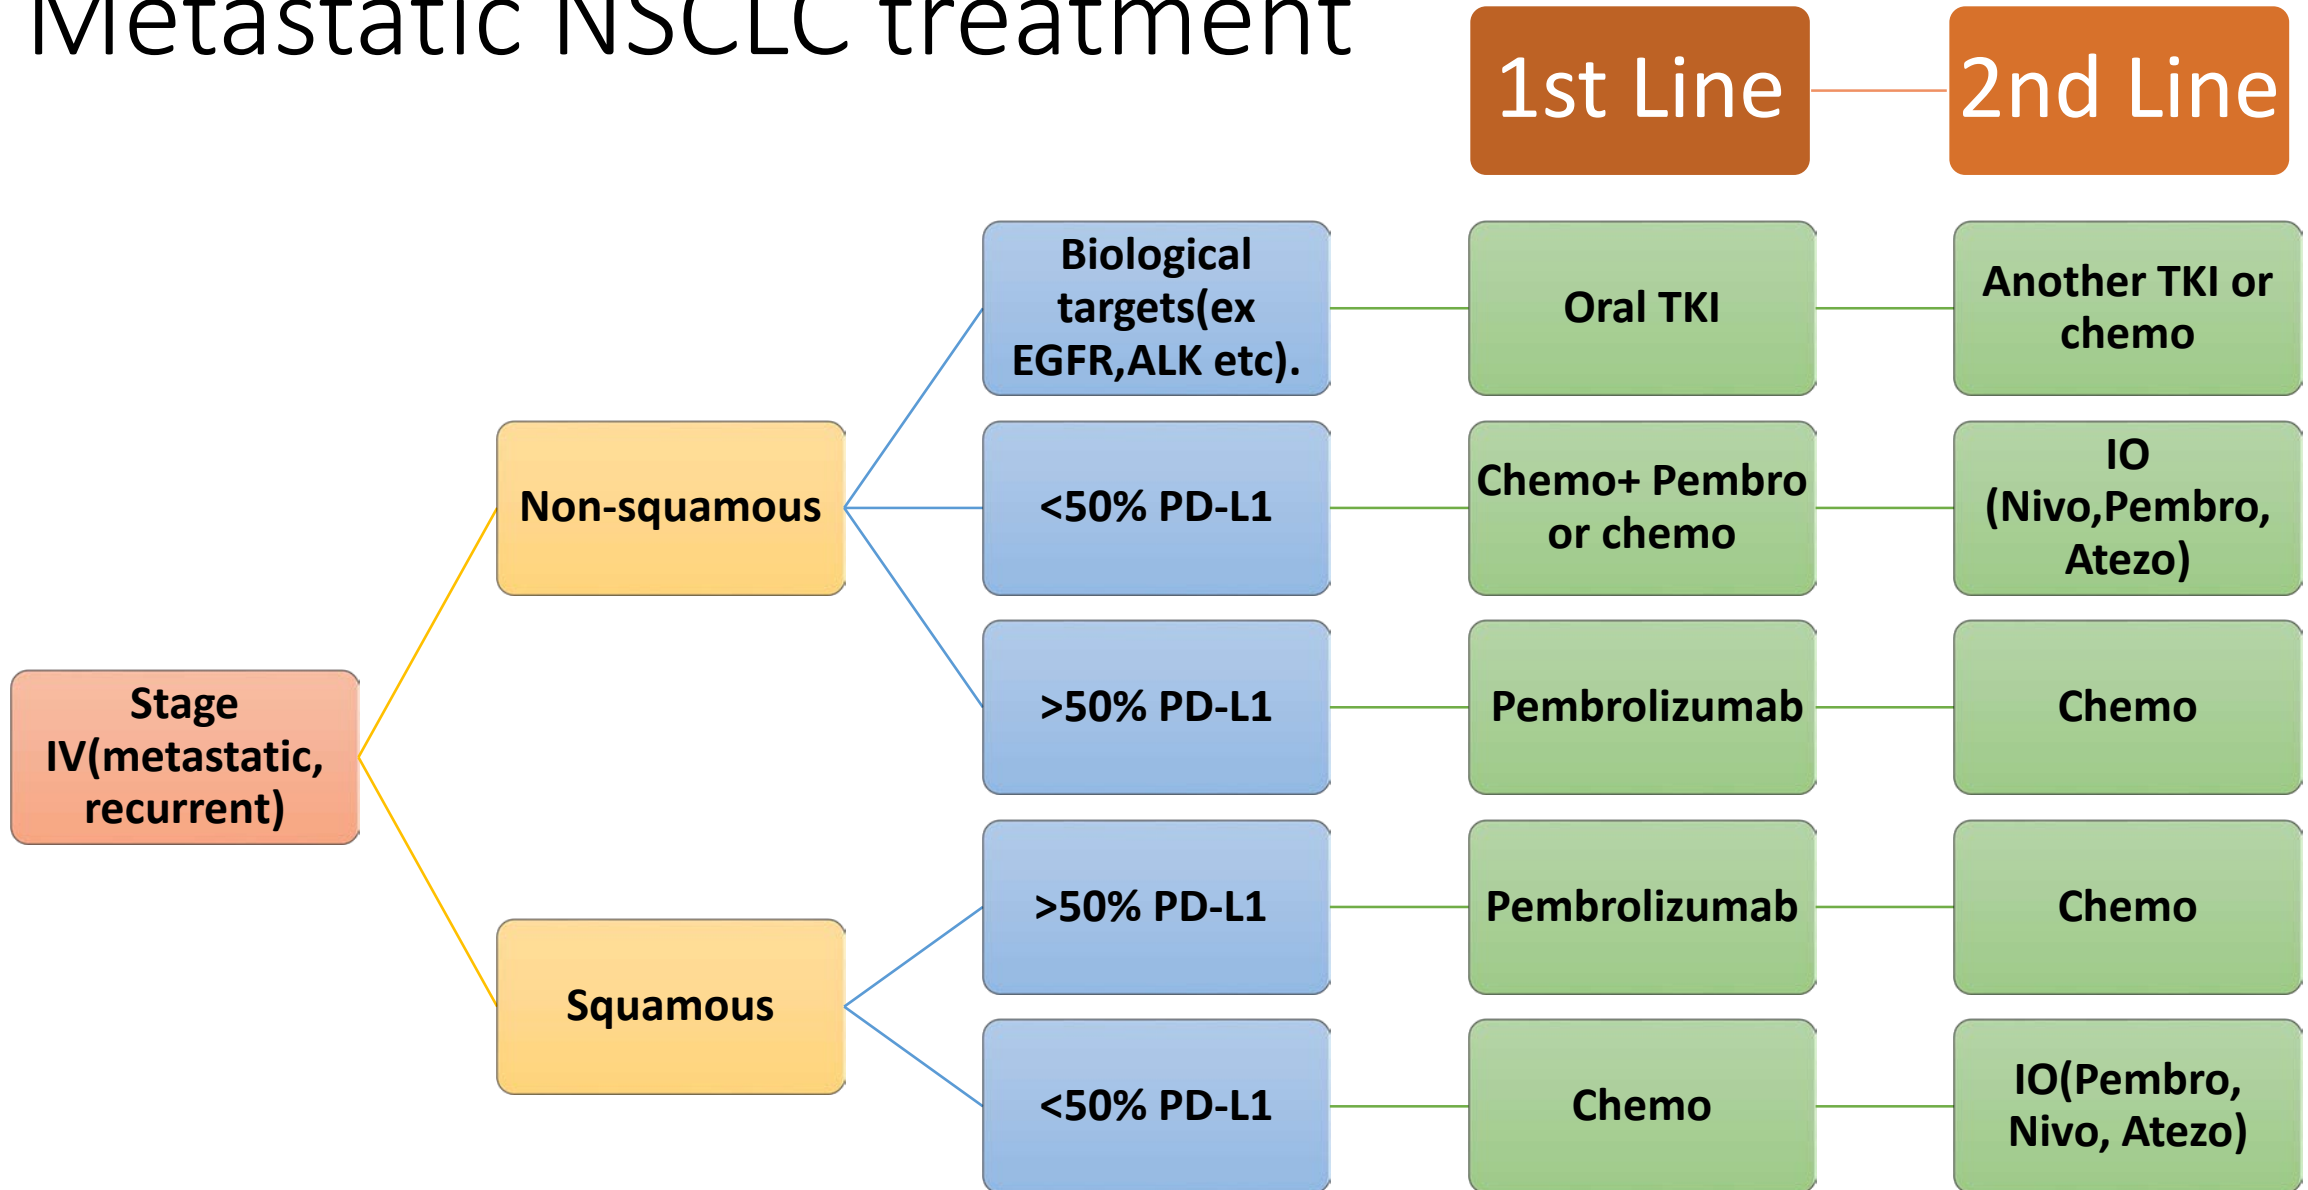 Metastatic NSCLC treatment
1st Line
2nd Line
Biological
targets(ex
EGFR,ALK etc).
Oral TKI
Another TKI or
chemo
Non-squamous
<50% PD-L1
Chemo+ Pembro
or chemo
IO
(Nivo,Pembro,
Atezo)
>50% PD-L1
Pembrolizumab
Chemo
Stage
IV(metastatic,
recurrent)
Squamous
>50% PD-L1
Pembrolizumab
Chemo
<50% PD-L1
Chemo
IO(Pembro,
Nivo, Atezo)